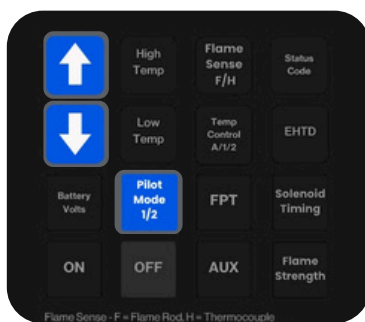 High
Temp
Flame
Sense
F/H
Status
Code
Low
Temp
Temp
Control
A/1/2
EHTD
Battery
Volts
Pilot
Mode
1/2
FPT
Solenoid
Timing
ON
OFF
AUX
Flame
Strength
Flame Sense - F = Flame Rod, H = Thermocouple